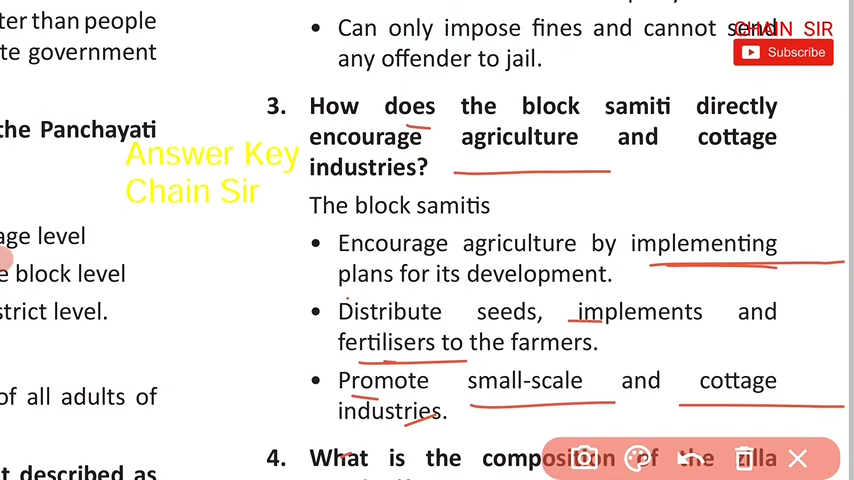 ter than people
te government
the Panchayati
age level
e block level
strict level.
of all adults of
t described as
Answer Key
Chain Sir
CHAIN SIR
Subscribe
• Can only impose fines and cannot send
any offender to jail.
3. How does the block samiti directly
encourage agriculture and cottage
industries?
The block samitis
• Encourage agriculture by implementing
plans for its development.
• Distribute seeds, implements and
fertilisers to the farmers.
• Promote small-scale and cottage
industries.
4. What is the composition of the zilla